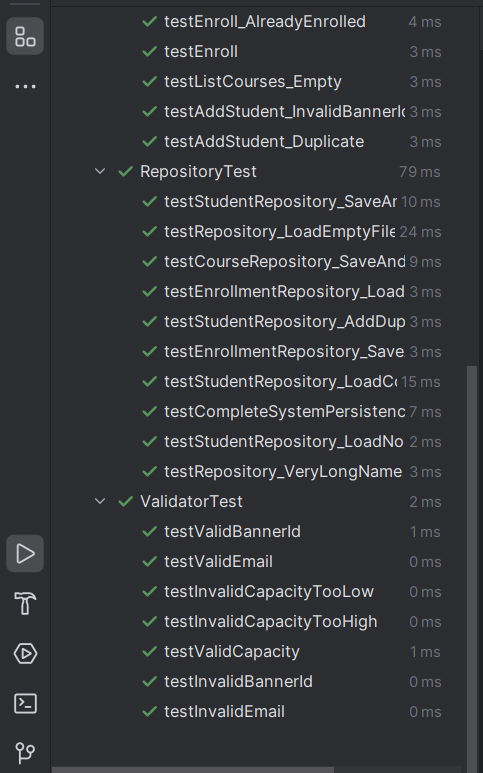 testEnroll_AlreadyEnrolled 4 ms
testEnroll 3 ms
testListCourses_Empty 3 ms
testAddStudent_InvalidBannerId 3 ms
testAddStudent_Duplicate 3 ms
RepositoryTest 79 ms
testStudentRepository_SaveAn 10 ms
testRepository_LoadEmptyFile 24 ms
testCourseRepository_SaveAnd 9 ms
testEnrollmentRepository_Load 3 ms
testStudentRepository_AddDup 3 ms
testEnrollmentRepository_Save 3 ms
testStudentRepository_LoadCo 15 ms
testCompleteSystemPersistenc 7 ms
testStudentRepository_LoadNo 2 ms
testRepository_VeryLongName 3 ms
ValidatorTest 2 ms
testValidBannerId 1 ms
testValidEmail 0 ms
testInvalidCapacityTooLow 0 ms
testInvalidCapacityTooHigh 0 ms
testValidCapacity 1 ms
testInvalidBannerId 0 ms
testInvalidEmail 0 ms